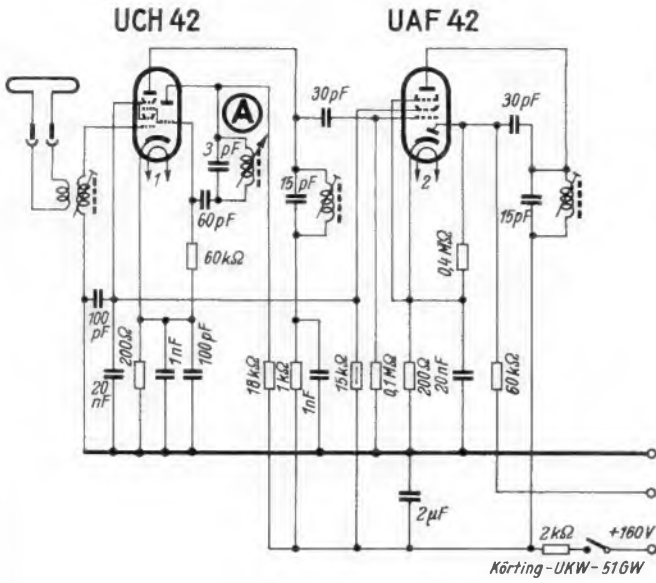 UCH 42
UAF 42
A
30pF
30pF
3 pF
1
2
15 pF
15pF
60pF
60kΩ
0,4MΩ
100 pF
20 nF
200Ω
1nF
100pF
18kΩ
1kΩ
1nF
15kΩ
0,1MΩ
200Ω
20nF
60kΩ
2µF
2kΩ
+160V
Körting-UKW-51GW